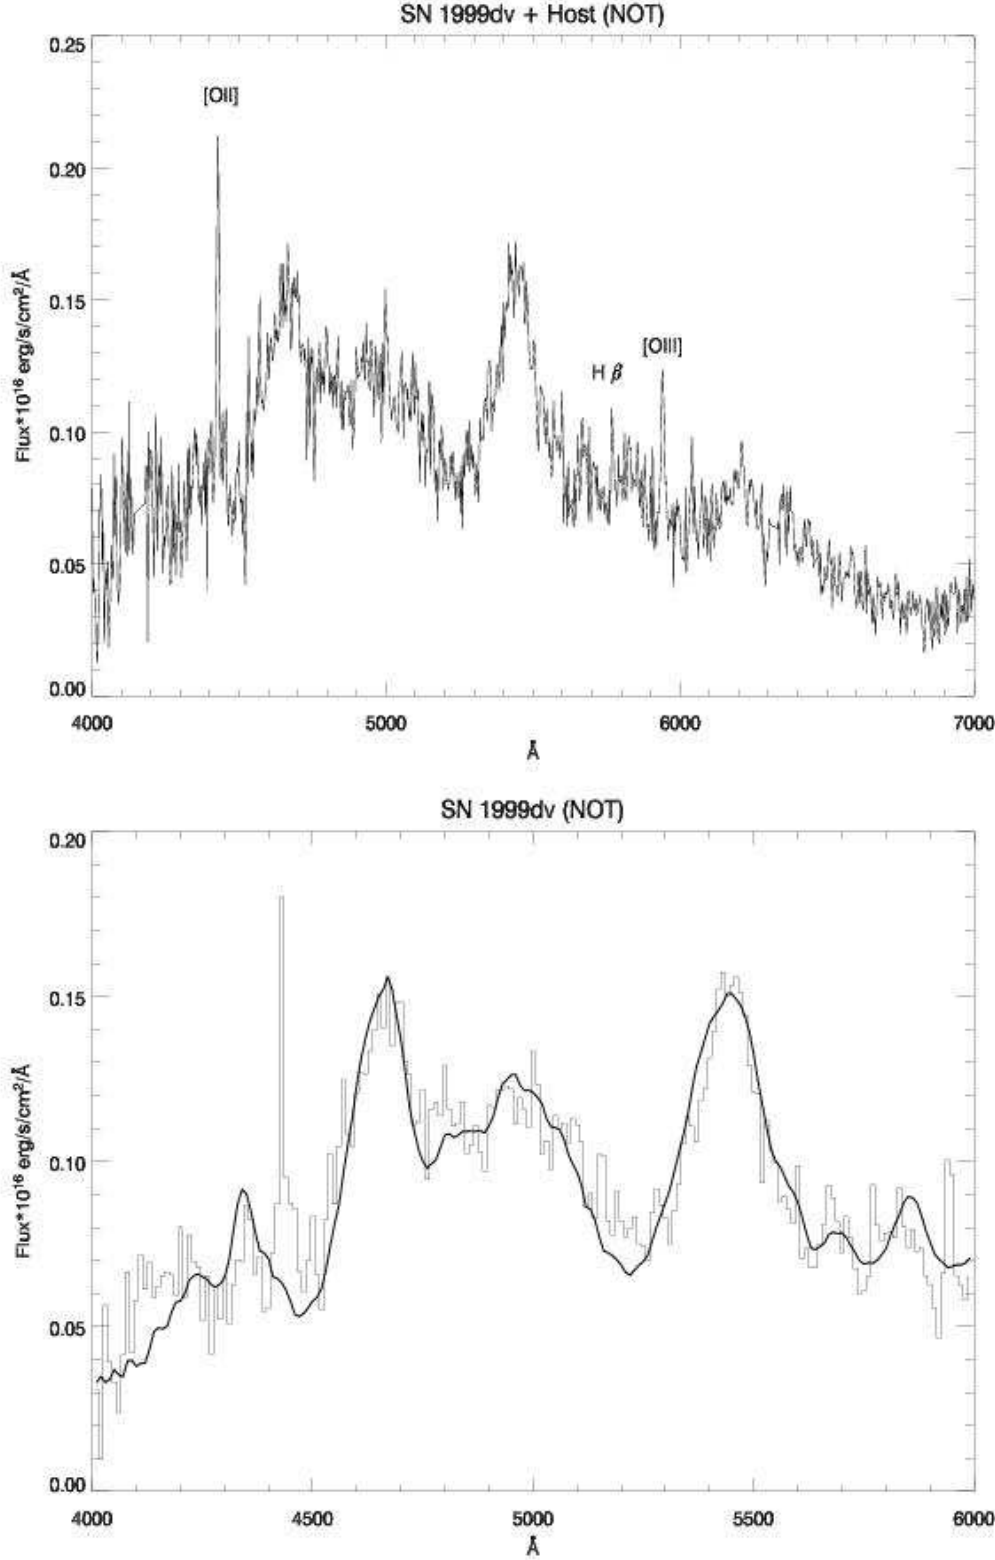 SN 1999dv + Host (NOT)
0.25
0.20
0.15
0.10
0.05
0.00
Flux*10¹⁶ erg/s/cm²/Å
[OII]
H β
[OIII]
4000 5000 6000 7000
Å
SN 1999dv (NOT)
0.20
0.15
0.10
0.05
0.00
Flux*10¹⁶ erg/s/cm²/Å
4000 4500 5000 5500 6000
Å